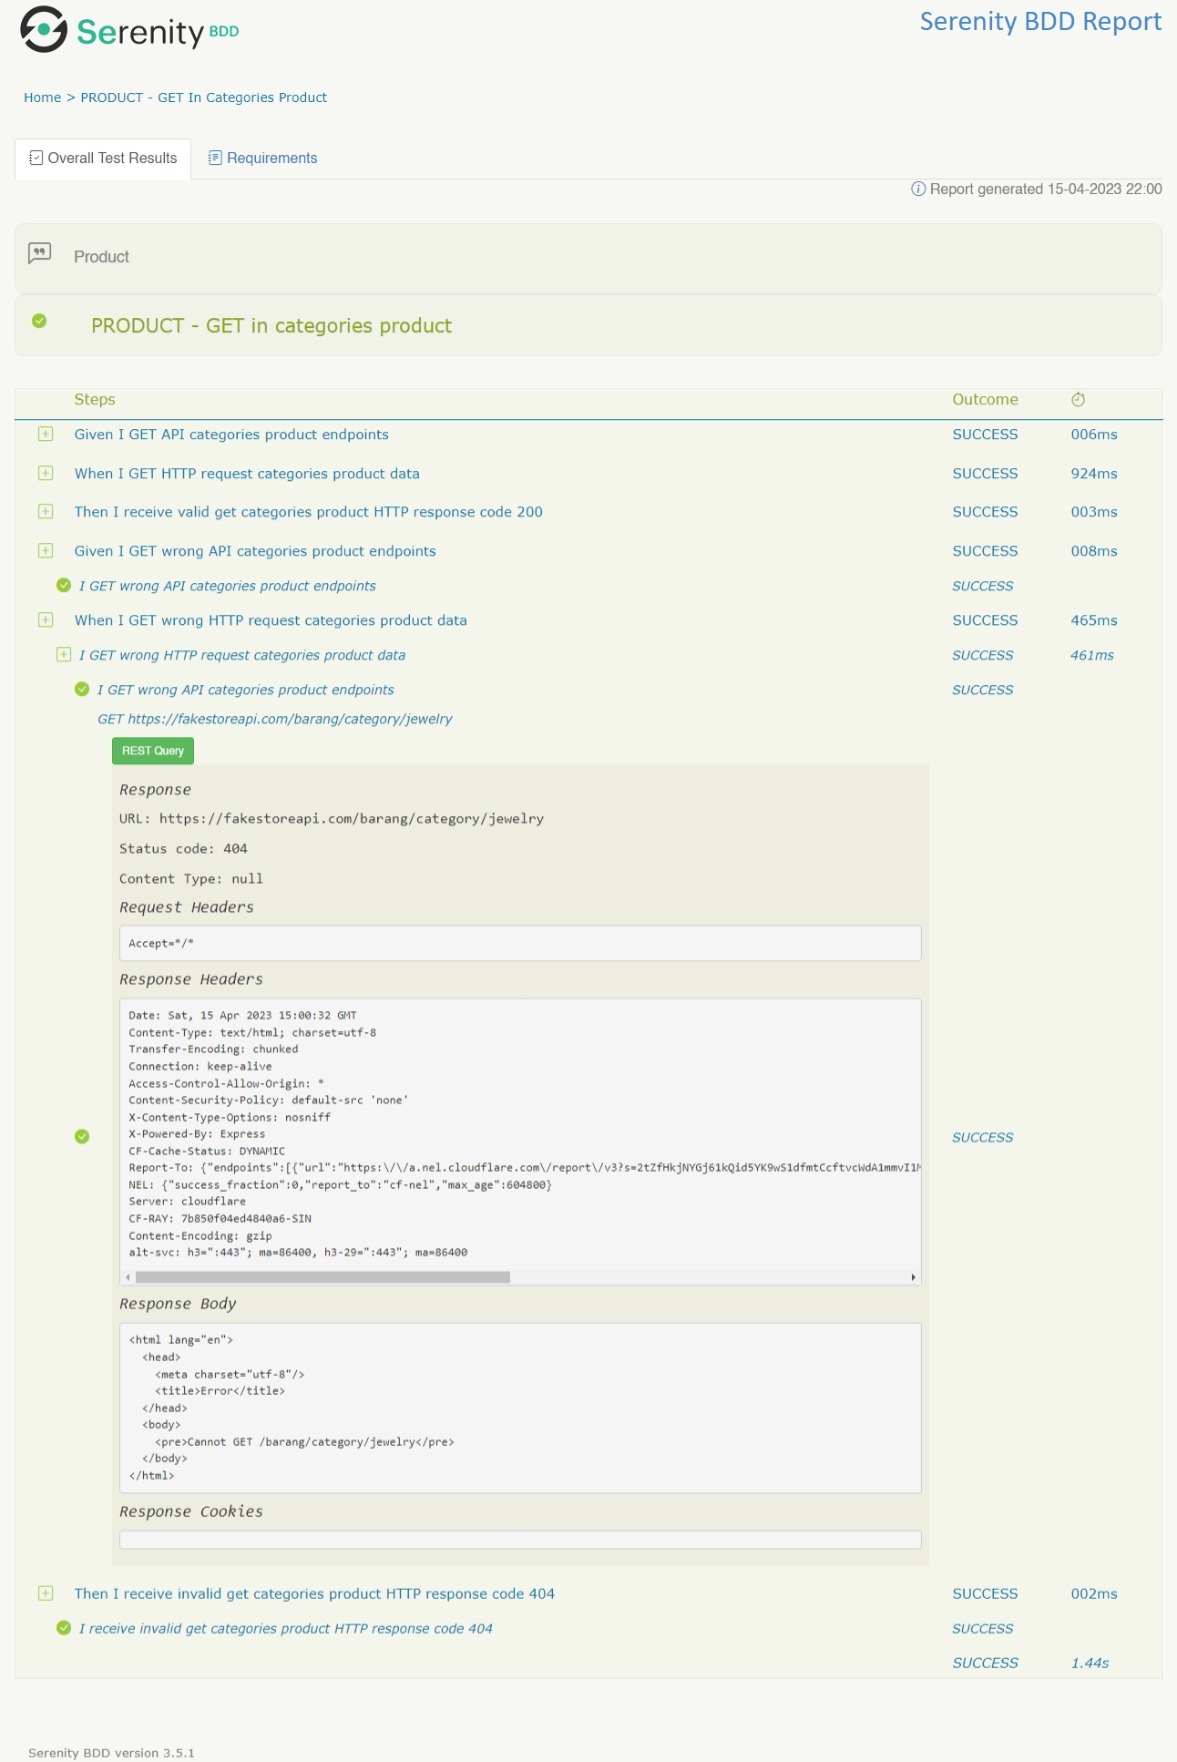 Serenity BDD
Serenity BDD Report
Home > PRODUCT - GET In Categories Product
Overall Test Results
Requirements
Report generated 15-04-2023 22:00
Product
PRODUCT - GET in categories product
Steps Outcome
Given I GET API categories product endpoints SUCCESS 006ms
When I GET HTTP request categories product data SUCCESS 924ms
Then I receive valid get categories product HTTP response code 200 SUCCESS 003ms
Given I GET wrong API categories product endpoints SUCCESS 008ms
I GET wrong API categories product endpoints SUCCESS
When I GET wrong HTTP request categories product data SUCCESS 465ms
I GET wrong HTTP request categories product data SUCCESS 461ms
I GET wrong API categories product endpoints SUCCESS
GET https://fakestoreapi.com/barang/category/jewelry
REST Query
Response
URL: https://fakestoreapi.com/barang/category/jewelry
Status code: 404
Content Type: null
Request Headers
Accept=*/*
Response Headers
Date: Sat, 15 Apr 2023 15:00:32 GMT
Content-Type: text/html; charset=utf-8
Transfer-Encoding: chunked
Connection: keep-alive
Access-Control-Allow-Origin: *
Content-Security-Policy: default-src 'none'
X-Content-Type-Options: nosniff
X-Powered-By: Express
CF-Cache-Status: DYNAMIC
Report-To: {"endpoints":[{"url":"https:\/\/a.nel.cloudflare.com\/report\/v3?s=2tZfHkjNYGj61kQid5YK9wS1dfmtCcftvcWdA1mmvI1M
NEL: {"success_fraction":0,"report_to":"cf-nel","max_age":604800}
Server: cloudflare
CF-RAY: 7b850f04ed4840a6-SIN
Content-Encoding: gzip
alt-svc: h3=":443"; ma=86400, h3-29=":443"; ma=86400
SUCCESS
Response Body
<html lang="en">
<head>
<meta charset="utf-8"/>
<title>Error</title>
</head>
<body>
<pre>Cannot GET /barang/category/jewelry</pre>
</body>
</html>
Response Cookies
Then I receive invalid get categories product HTTP response code 404 SUCCESS 002ms
I receive invalid get categories product HTTP response code 404 SUCCESS
SUCCESS 1.44s
Serenity BDD version 3.5.1